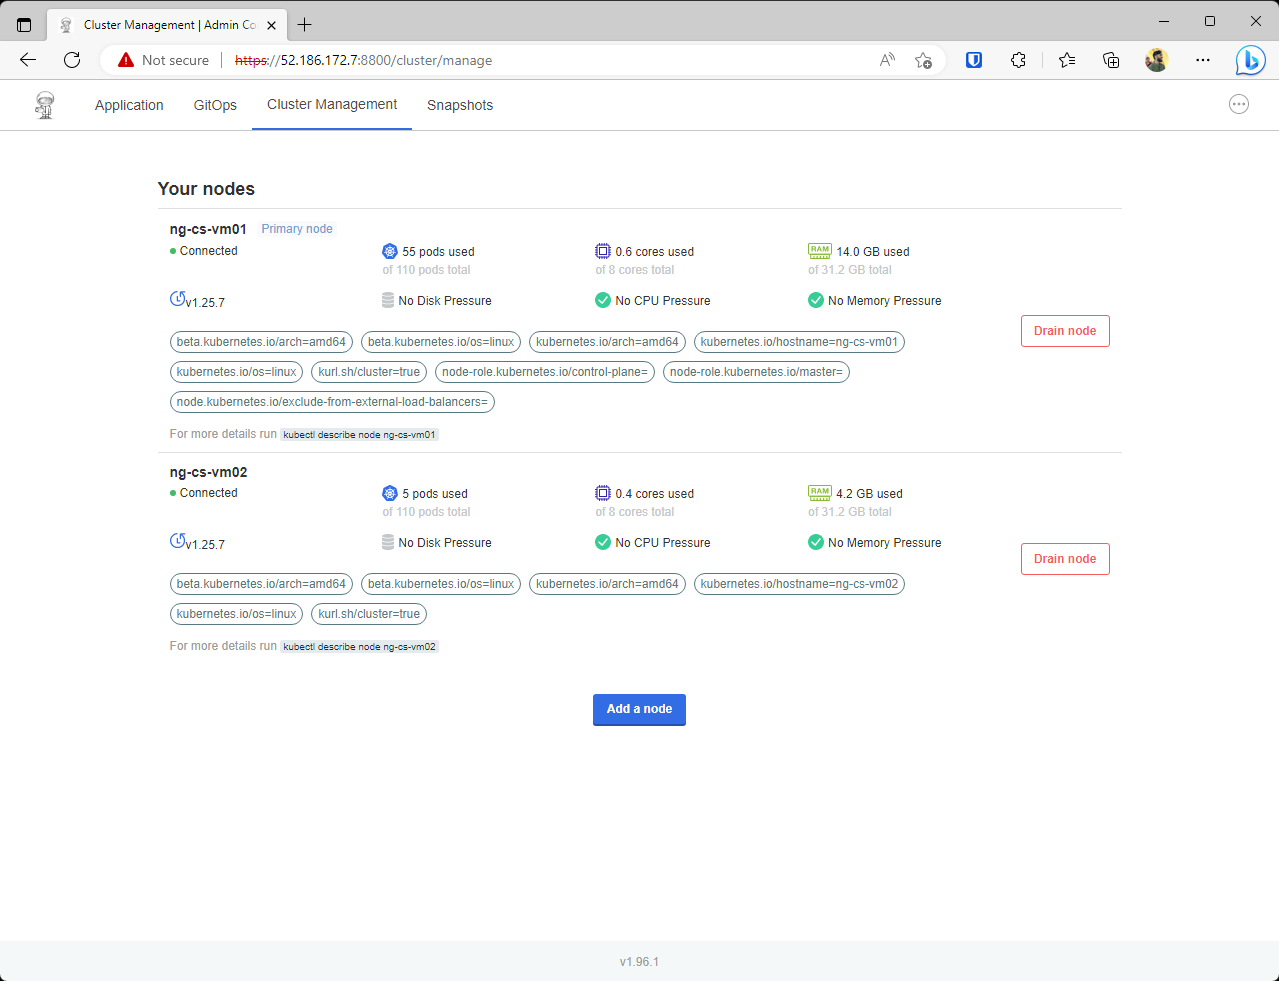 Cluster Management | Admin Co
Not secure https://52.186.172.7:8800/cluster/manage
Application GitOps Cluster Management Snapshots
Your nodes
ng-cs-vm01 Primary node
Connected 55 pods used 0.6 cores used RAM 14.0 GB used
of 110 pods total of 8 cores total of 31.2 GB total
v1.25.7 No Disk Pressure No CPU Pressure No Memory Pressure
Drain node
beta.kubernetes.io/arch=amd64 beta.kubernetes.io/os=linux kubernetes.io/arch=amd64 kubernetes.io/hostname=ng-cs-vm01
kubernetes.io/os=linux kurl.sh/cluster=true node-role.kubernetes.io/control-plane= node-role.kubernetes.io/master=
node.kubernetes.io/exclude-from-external-load-balancers=
For more details run kubectl describe node ng-cs-vm01
ng-cs-vm02
Connected 5 pods used 0.4 cores used RAM 4.2 GB used
of 110 pods total of 8 cores total of 31.2 GB total
v1.25.7 No Disk Pressure No CPU Pressure No Memory Pressure
Drain node
beta.kubernetes.io/arch=amd64 beta.kubernetes.io/os=linux kubernetes.io/arch=amd64 kubernetes.io/hostname=ng-cs-vm02
kubernetes.io/os=linux kurl.sh/cluster=true
For more details run kubectl describe node ng-cs-vm02
Add a node
v1.96.1